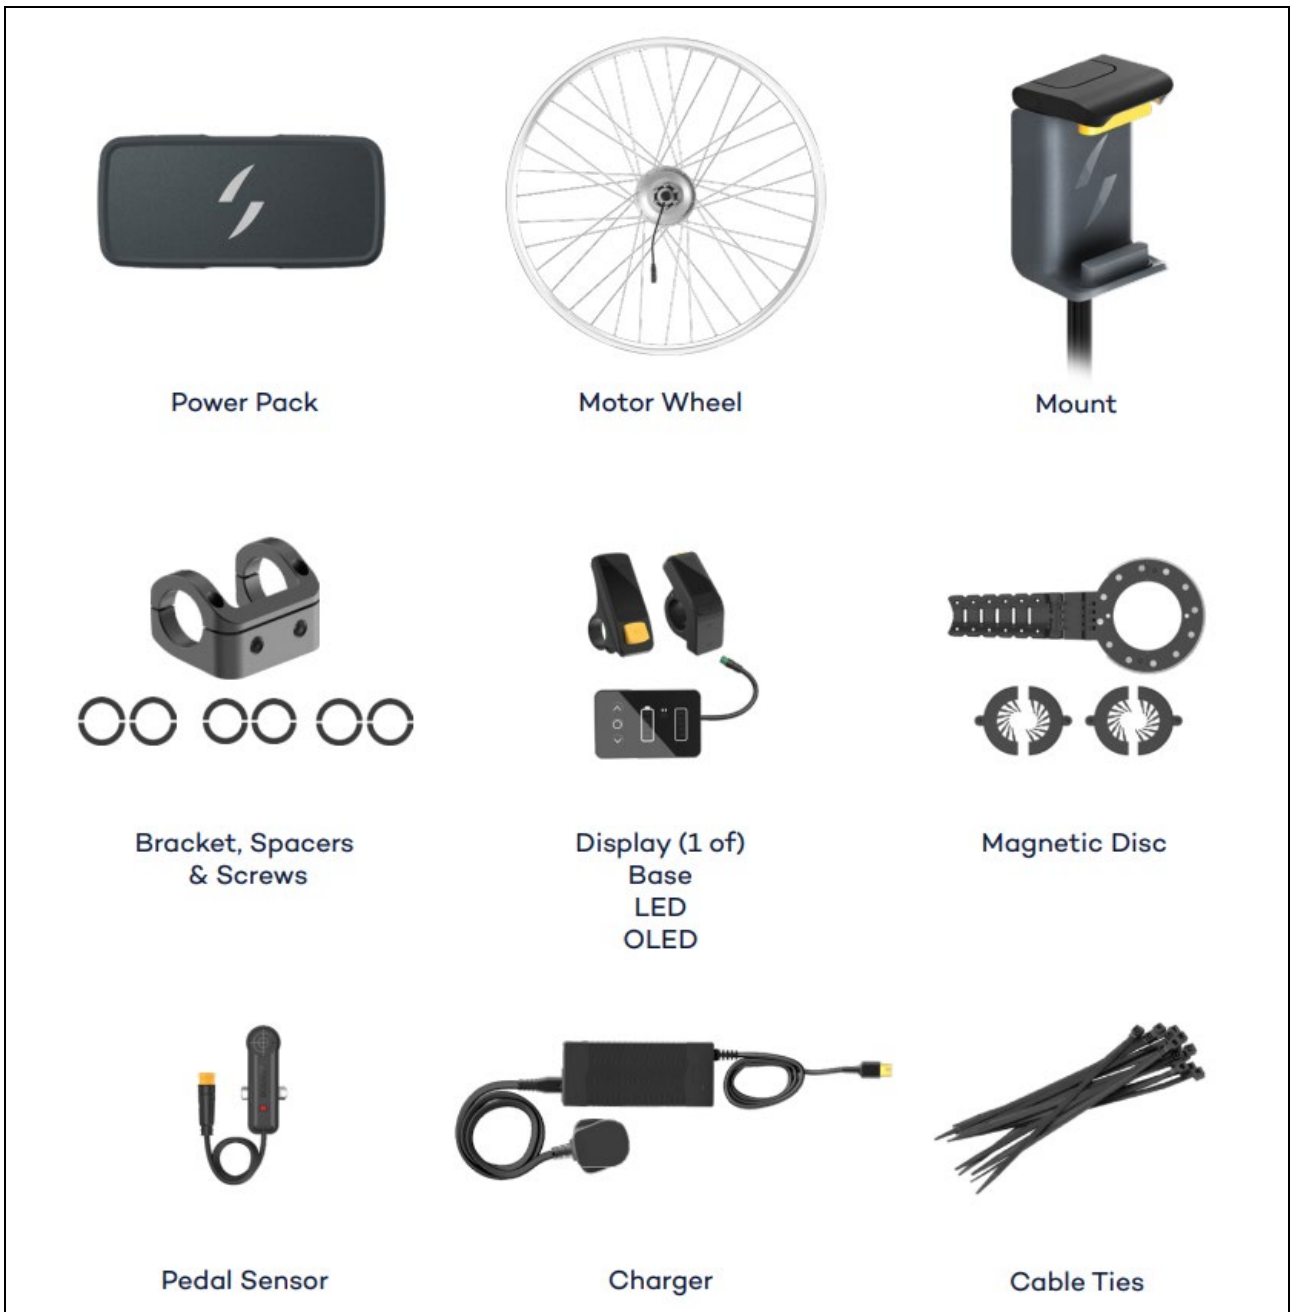 Power Pack
Motor Wheel
Mount
Bracket, Spacers
& Screws
Display (1 of)
Base
LED
OLED
Magnetic Disc
Pedal Sensor
Charger
Cable Ties